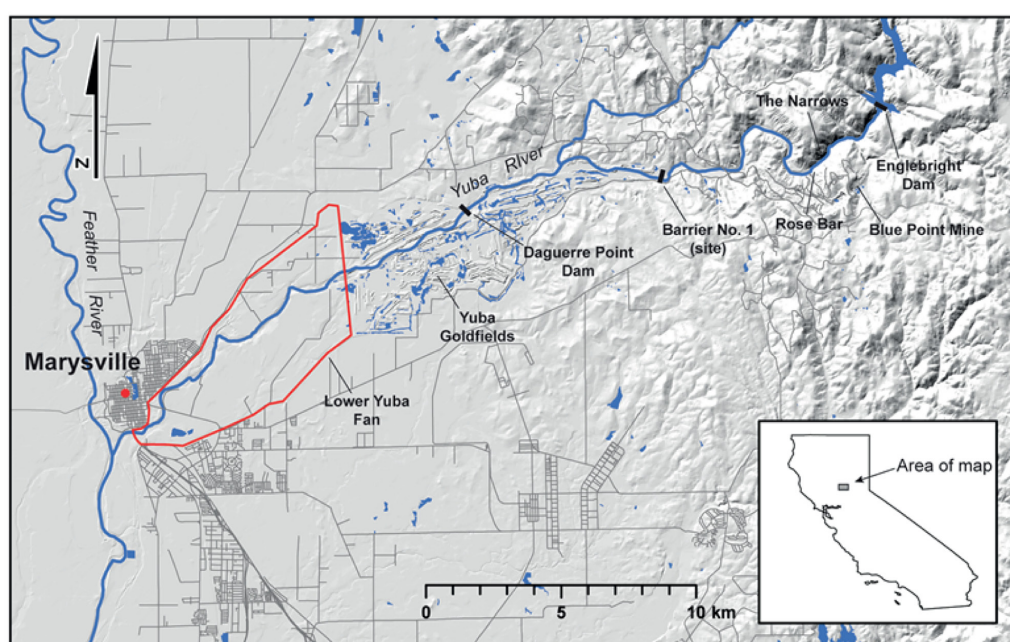 The Narrows
Yuba River
Englebright
Dam
N
Feather
River
Barrier No. 1
(site)
Rose Bar
Blue Point Mine
Daguerre Point
Dam
Yuba
Goldfields
Marysville
Lower Yuba
Fan
Area of map
0 5 10 km